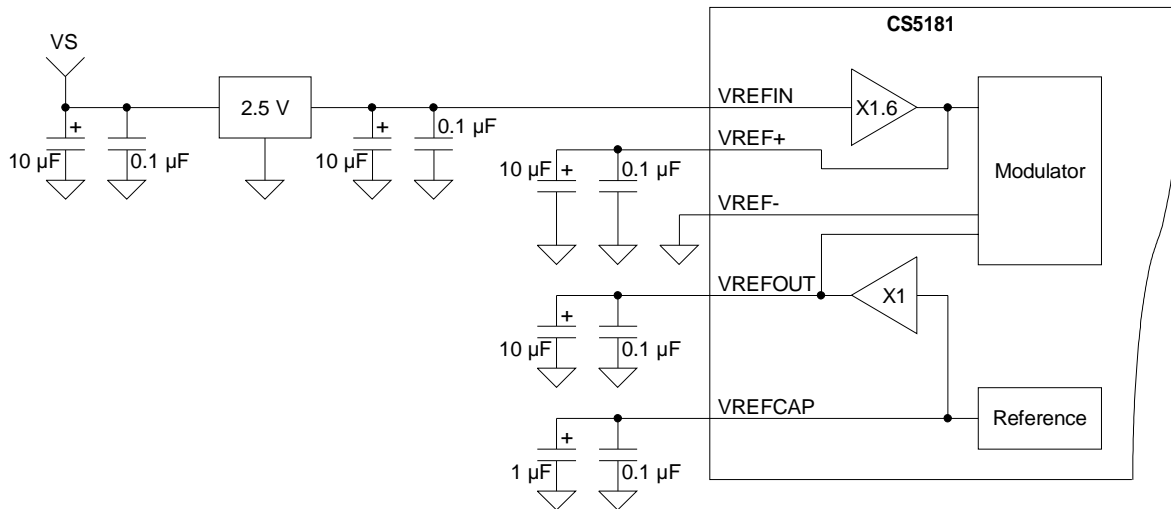 CS5181
VS
2.5 V
+
10 µF
0.1 µF
+
10 µF
0.1 µF
VREFIN
X1.6
VREF+
+
10 µF
0.1 µF
Modulator
VREF-
VREFOUT
X1
+
10 µF
0.1 µF
VREFCAP
Reference
+
1 µF
0.1 µF